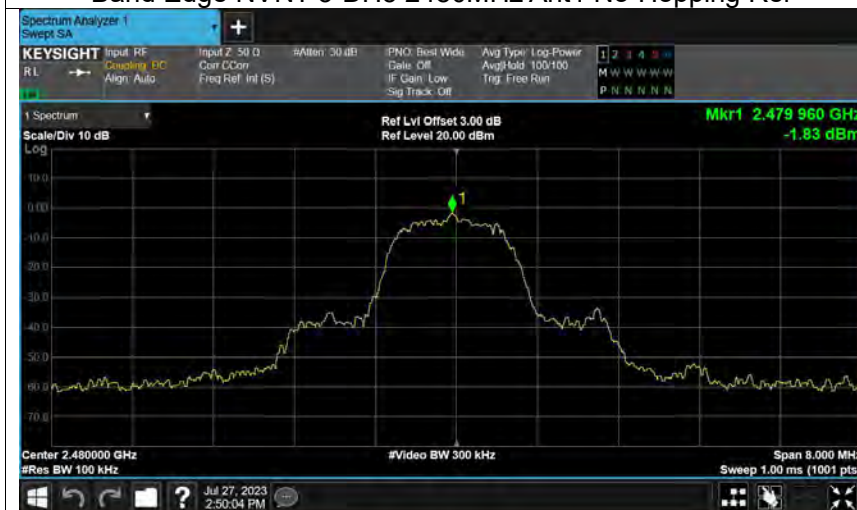 Band Edge NVNT 3-DH5 2480MHz Ant1 No Hopping Ref
Spectrum Analyzer 1
Swept SA
KEYSIGHT
RL
Input: RF
Coupling: DC
Align: Auto
Input Z: 50 Ω
Corr CCorr
Freq Ref: Int (S)
#Atten: 30 dB
PNO: Best Wide
Gate: Off
IF Gain: Low
Sig Track: Off
Avg Type: Log-Power
Avg|Hold: 100/100
Trig: Free Run
1 2 3 4 5 6
M W W W W W
P N N N N N
1 Spectrum
Scale/Div 10 dB
Ref Lvl Offset 3.00 dB
Ref Level 20.00 dBm
Mkr1 2.479 960 GHz
-1.83 dBm
Log
10.0
0.00
-10.0
-20.0
-30.0
-40.0
-50.0
-60.0
-70.0
1
Center 2.480000 GHz
#Res BW 100 kHz
#Video BW 300 kHz
Span 8.000 MHz
Sweep 1.00 ms (1001 pts
?
Jul 27, 2023
2:50:04 PM